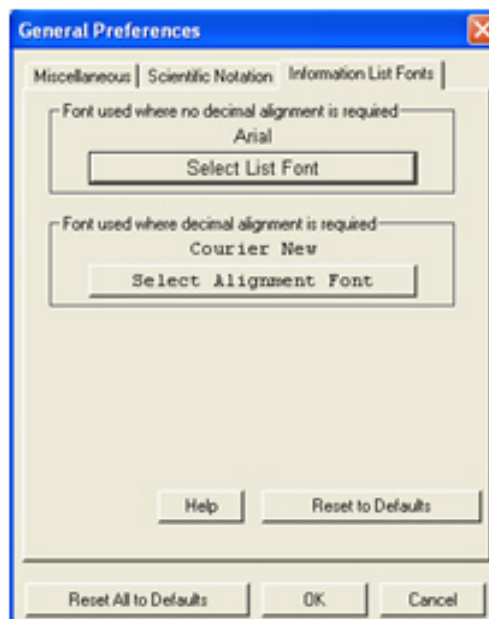 General Preferences
Miscellaneous Scientific Notation Information List Fonts
Font used where no decimal alignment is required
Arial
Select List Font
Font used where decimal alignment is required
Courier New
Select Alignment Font
Help Reset to Defaults
Reset All to Defaults OK Cancel